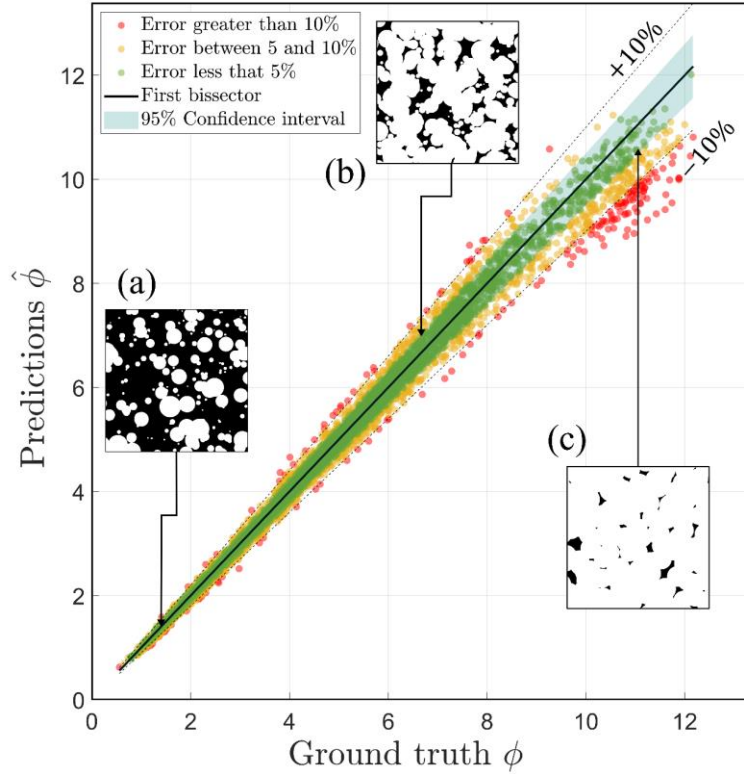 Error greater than 10%
Error between 5 and 10%
Error less that 5%
First bissector
95% Confidence interval
+10%
−10%
(a)
(b)
(c)
12
10
8
6
4
2
0
0 2 4 6 8 10 12
Predictions ϕ̂
Ground truth ϕ